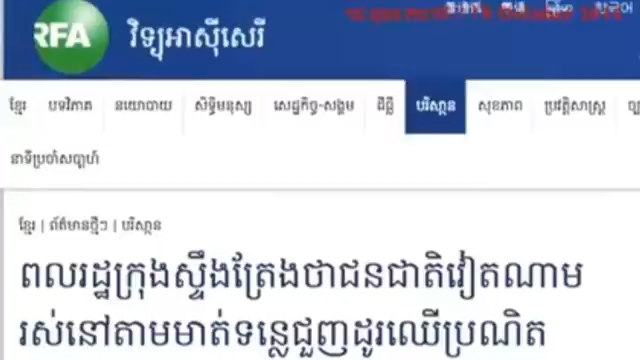 RFA វិទ្យុអាស៊ីសេរី
ខ្មែរ បទវិភាគ នយោបាយ សិទ្ធិមនុស្ស សេដ្ឋកិច្ច-សង្គម ដីធ្លី បរិស្ថាន សុខភាព ប្រវត្តិសាស្ត្រ
នាទីប្រចាំសប្ដាហ៍
ខ្មែរ | ព័ត៌មានថ្មីៗ | បរិស្ថាន
ពលរដ្ឋក្រុងស្ទឹងត្រែងថាជនជាតិវៀតណាម
រស់នៅតាមមាត់ទន្លេជួញដូរឈើប្រណិត